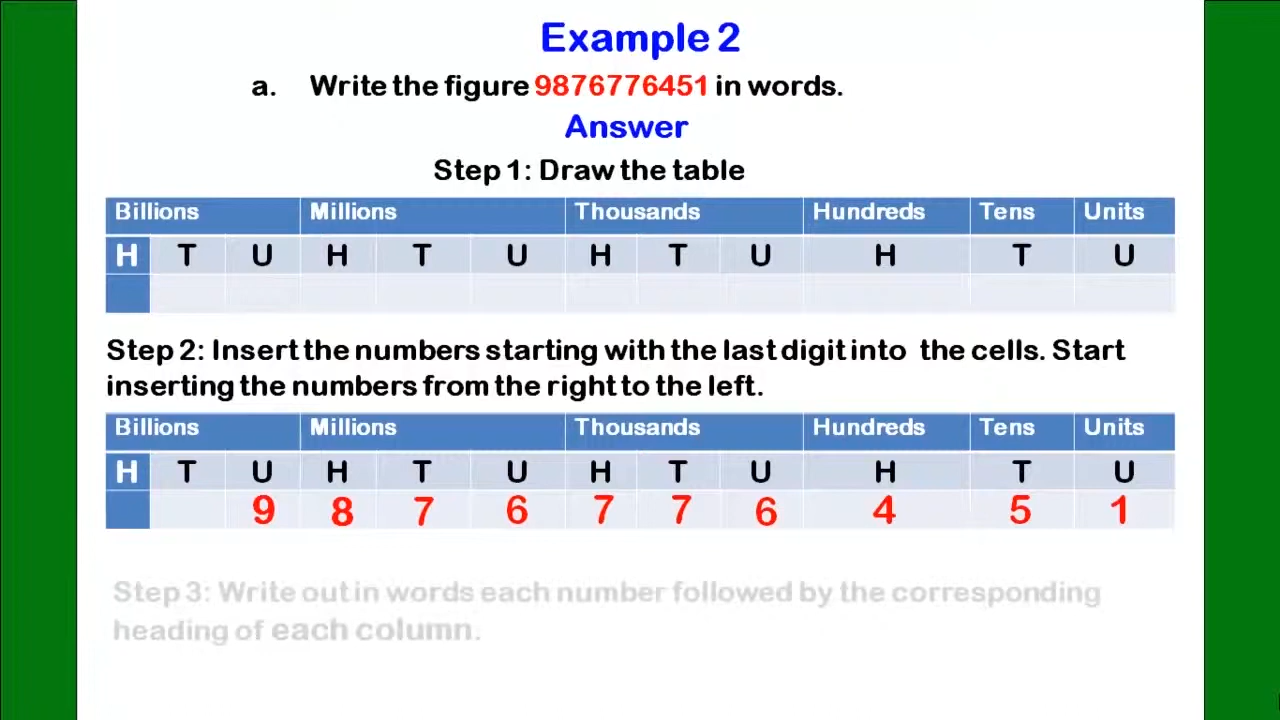 Example 2
a. Write the figure 9876776451 in words.
Answer
Step 1: Draw the table
Billions Millions Thousands Hundreds Tens Units
H T U H T U H T U H T U
Step 2: Insert the numbers starting with the last digit into the cells. Start
inserting the numbers from the right to the left.
Billions Millions Thousands Hundreds Tens Units
H T U H T U H T U H T U
9 8 7 6 7 7 6 4 5 1
Step 3: Write out in words each number followed by the corresponding
heading of each column.